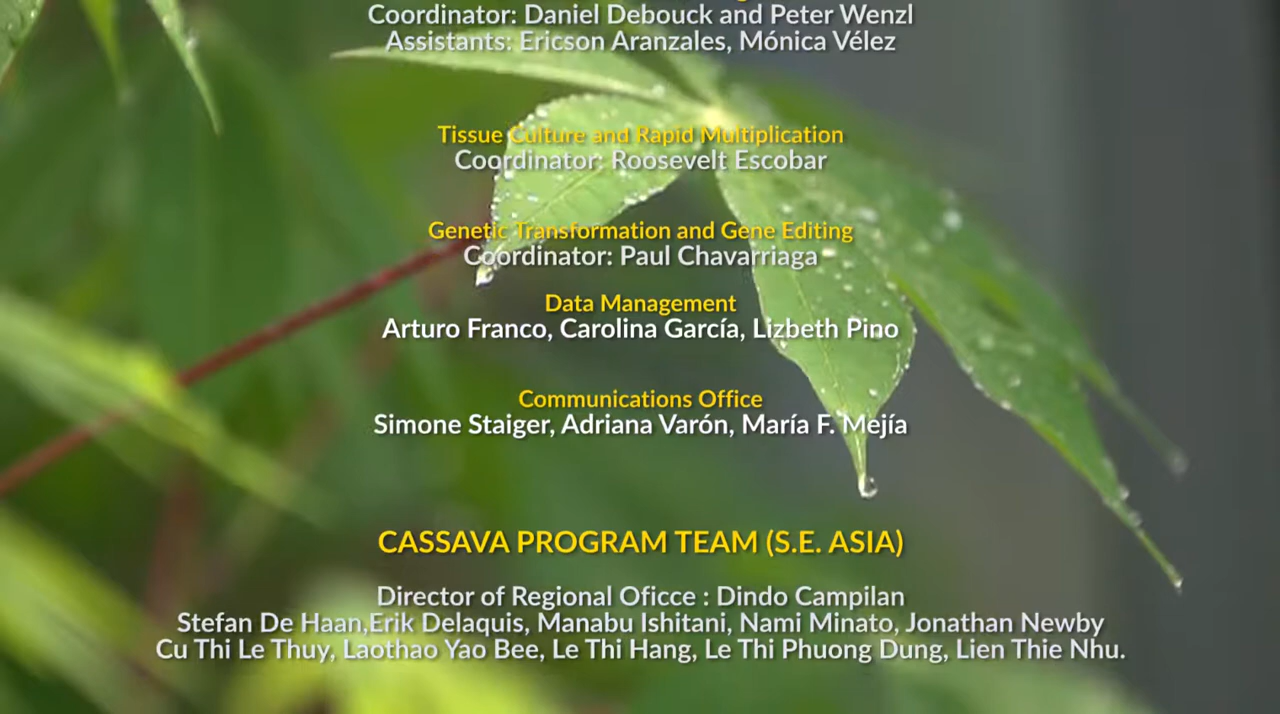 Coordinator: Daniel Debouck and Peter Wenzl
Assistants: Ericson Aranzales, Mónica Vélez
Tissue Culture and Rapid Multiplication
Coordinator: Roosevelt Escobar
Genetic Transformation and Gene Editing
Coordinator: Paul Chavarriaga
Data Management
Arturo Franco, Carolina García, Lizbeth Pino
Communications Office
Simone Staiger, Adriana Varón, María F. Mejía
CASSAVA PROGRAM TEAM (S.E. ASIA)
Director of Regional Oficce : Dindo Campilan
Stefan De Haan,Erik Delaquis, Manabu Ishitani, Nami Minato, Jonathan Newby
Cu Thi Le Thuy, Laothao Yao Bee, Le Thi Hang, Le Thi Phuong Dung, Lien Thie Nhu.